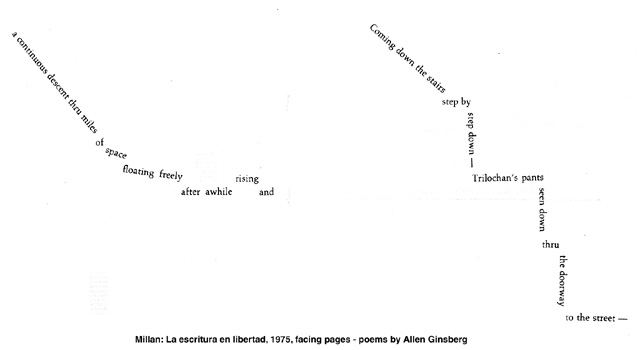 a continuous descent thru miles
of
space
floating freely
after awhile
rising
and
Coming down the stairs
step by
step down —
Trilochan's pants
seen down
thru
the doorway
to the street —
Millan: La escritura en libertad, 1975, facing pages - poems by Allen Ginsberg